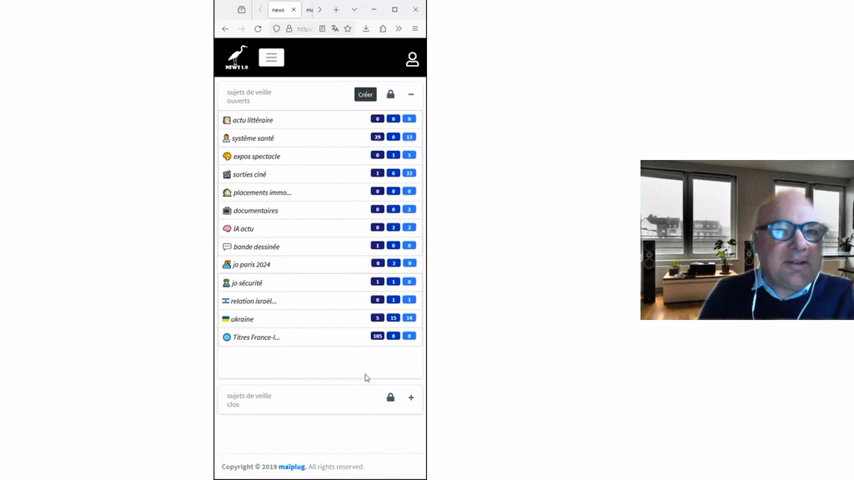 news
NEWS 1.0
sujets de veille
ouverts
Créer
actu littéraire 0 0 8
système santé 29 0 13
expos spectacle 0 1 1
sorties ciné 1 6 22
placements immo... 0 0 0
documentaires 0 0 2
IA actu 0 2 2
bande dessinée 1 0 0
jo paris 2024 0 2 0
jo sécurité 1 1 0
relation israël... 0 1 1
ukraine 5 15 14
Titres France-I... 105 0 0
sujets de veille
clos
Copyright © 2019 maïplug. All rights reserved.